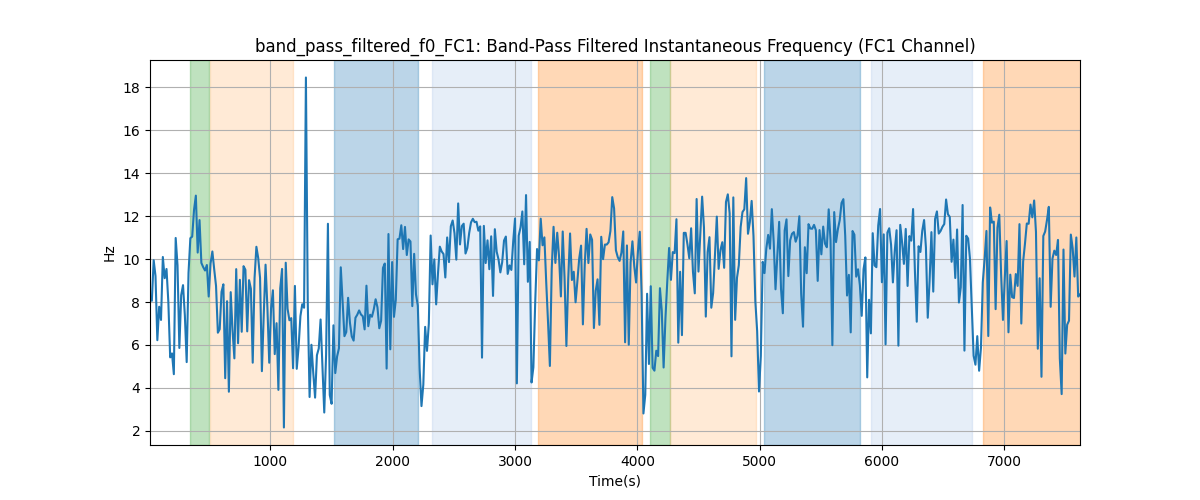 band_pass_filtered_f0_FC1: Band-Pass Filtered Instantaneous Frequency (FC1 Channel)
18
16
14
12
10
8
6
4
2
Hz
1000 2000 3000 4000 5000 6000 7000
Time(s)